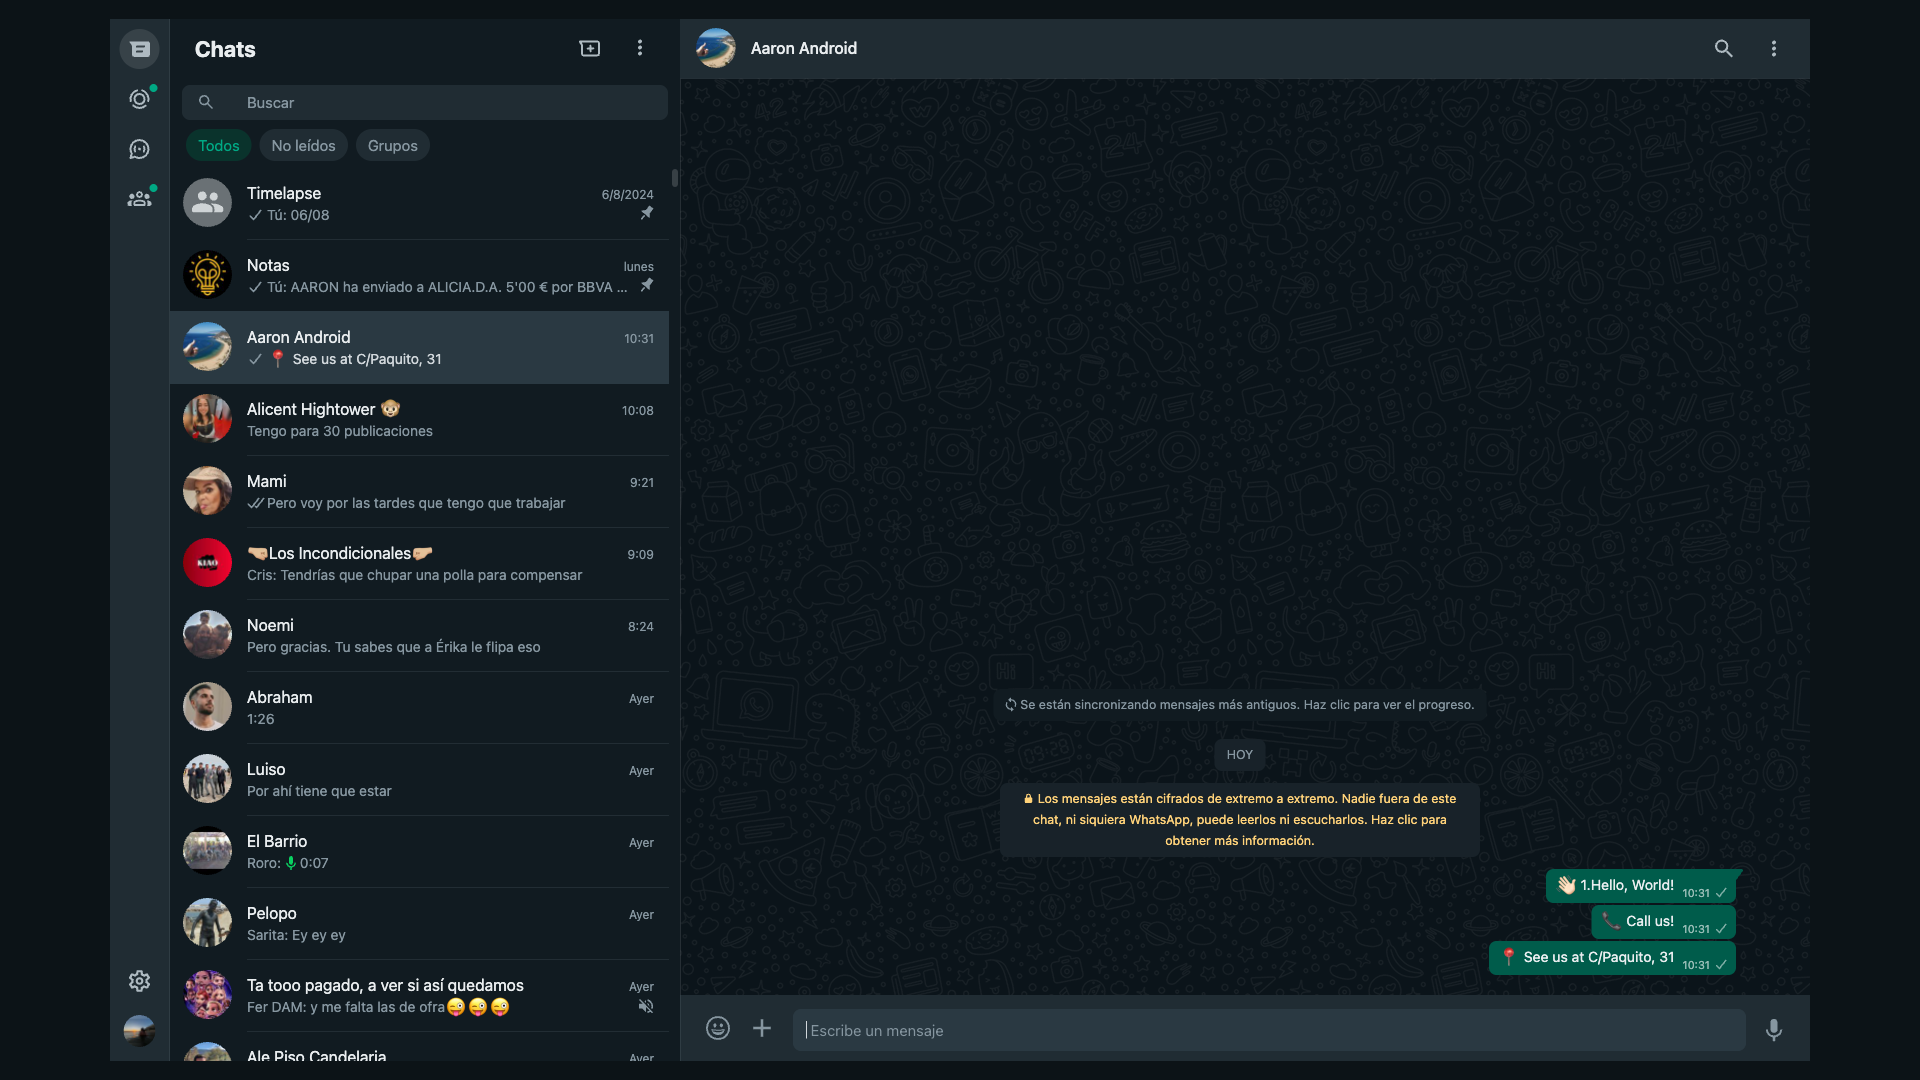 Chats
Buscar
Todos
No leídos
Grupos
Timelapse
6/8/2024
Tú: 06/08
Notas
lunes
Tú: AARON ha enviado a ALICIA.D.A. 5'00 € por BBVA ...
Aaron Android
10:31
📍 See us at C/Paquito, 31
Alicent Hightower 🐵
10:08
Tengo para 30 publicaciones
Mami
9:21
Pero voy por las tardes que tengo que trabajar
KIAO
🤜🏼Los Incondicionales🤛🏼
9:09
Cris: Tendrías que chupar una polla para compensar
Noemi
8:24
Pero gracias. Tu sabes que a Érika le flipa eso
Abraham
Ayer
1:26
Luiso
Ayer
Por ahí tiene que estar
El Barrio
Ayer
Roro: 0:07
Pelopo
Ayer
Sarita: Ey ey ey
Ta tooo pagado, a ver si así quedamos
Ayer
Fer DAM: y me falta las de ofra😜😜😜
Ale Piso Candelaria
Ayer
Aaron Android
Se están sincronizando mensajes más antiguos. Haz clic para ver el progreso.
HOY
Los mensajes están cifrados de extremo a extremo. Nadie fuera de este
chat, ni siquiera WhatsApp, puede leerlos ni escucharlos. Haz clic para
obtener más información.
👋🏻 1.Hello, World! 10:31
📞 Call us! 10:31
📍 See us at C/Paquito, 31 10:31
Escribe un mensaje